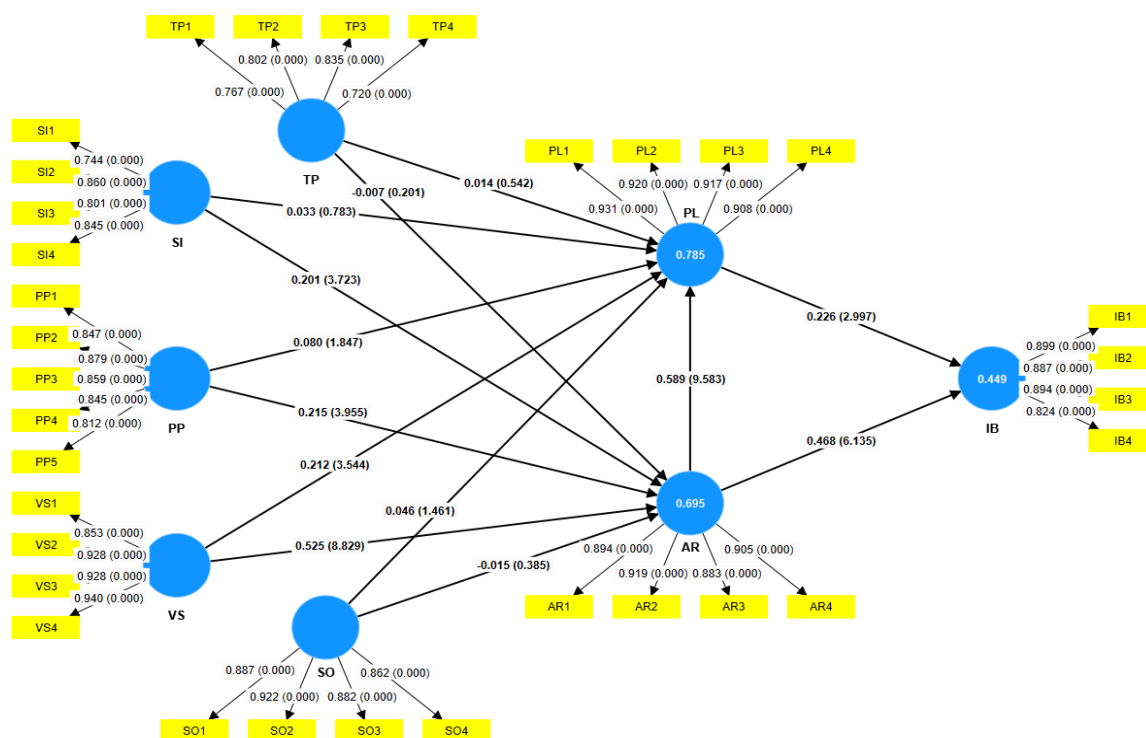 TP1
TP2
TP3
TP4
0.802 (0.000)
0.835 (0.000)
0.767 (0.000)
0.720 (0.000)
TP
SI1
SI2
SI3
SI4
0.744 (0.000)
0.860 (0.000)
0.801 (0.000)
0.845 (0.000)
SI
PP1
PP2
PP3
PP4
PP5
0.847 (0.000)
0.879 (0.000)
0.859 (0.000)
0.845 (0.000)
0.812 (0.000)
PP
VS1
VS2
VS3
VS4
0.853 (0.000)
0.928 (0.000)
0.928 (0.000)
0.940 (0.000)
VS
SO
0.887 (0.000)
0.922 (0.000)
0.882 (0.000)
0.862 (0.000)
SO1
SO2
SO3
SO4
0.014 (0.542)
-0.007 (0.201)
0.033 (0.783)
0.201 (3.723)
0.080 (1.847)
0.215 (3.955)
0.212 (3.544)
0.046 (1.461)
0.525 (8.829)
-0.015 (0.385)
PL1
PL2
PL3
PL4
0.931 (0.000)
0.920 (0.000)
0.917 (0.000)
0.908 (0.000)
PL
0.785
0.589 (9.583)
0.226 (2.997)
0.468 (6.135)
0.695
AR
0.894 (0.000)
0.919 (0.000)
0.883 (0.000)
0.905 (0.000)
AR1
AR2
AR3
AR4
0.449
IB
0.899 (0.000)
0.887 (0.000)
0.894 (0.000)
0.824 (0.000)
IB1
IB2
IB3
IB4